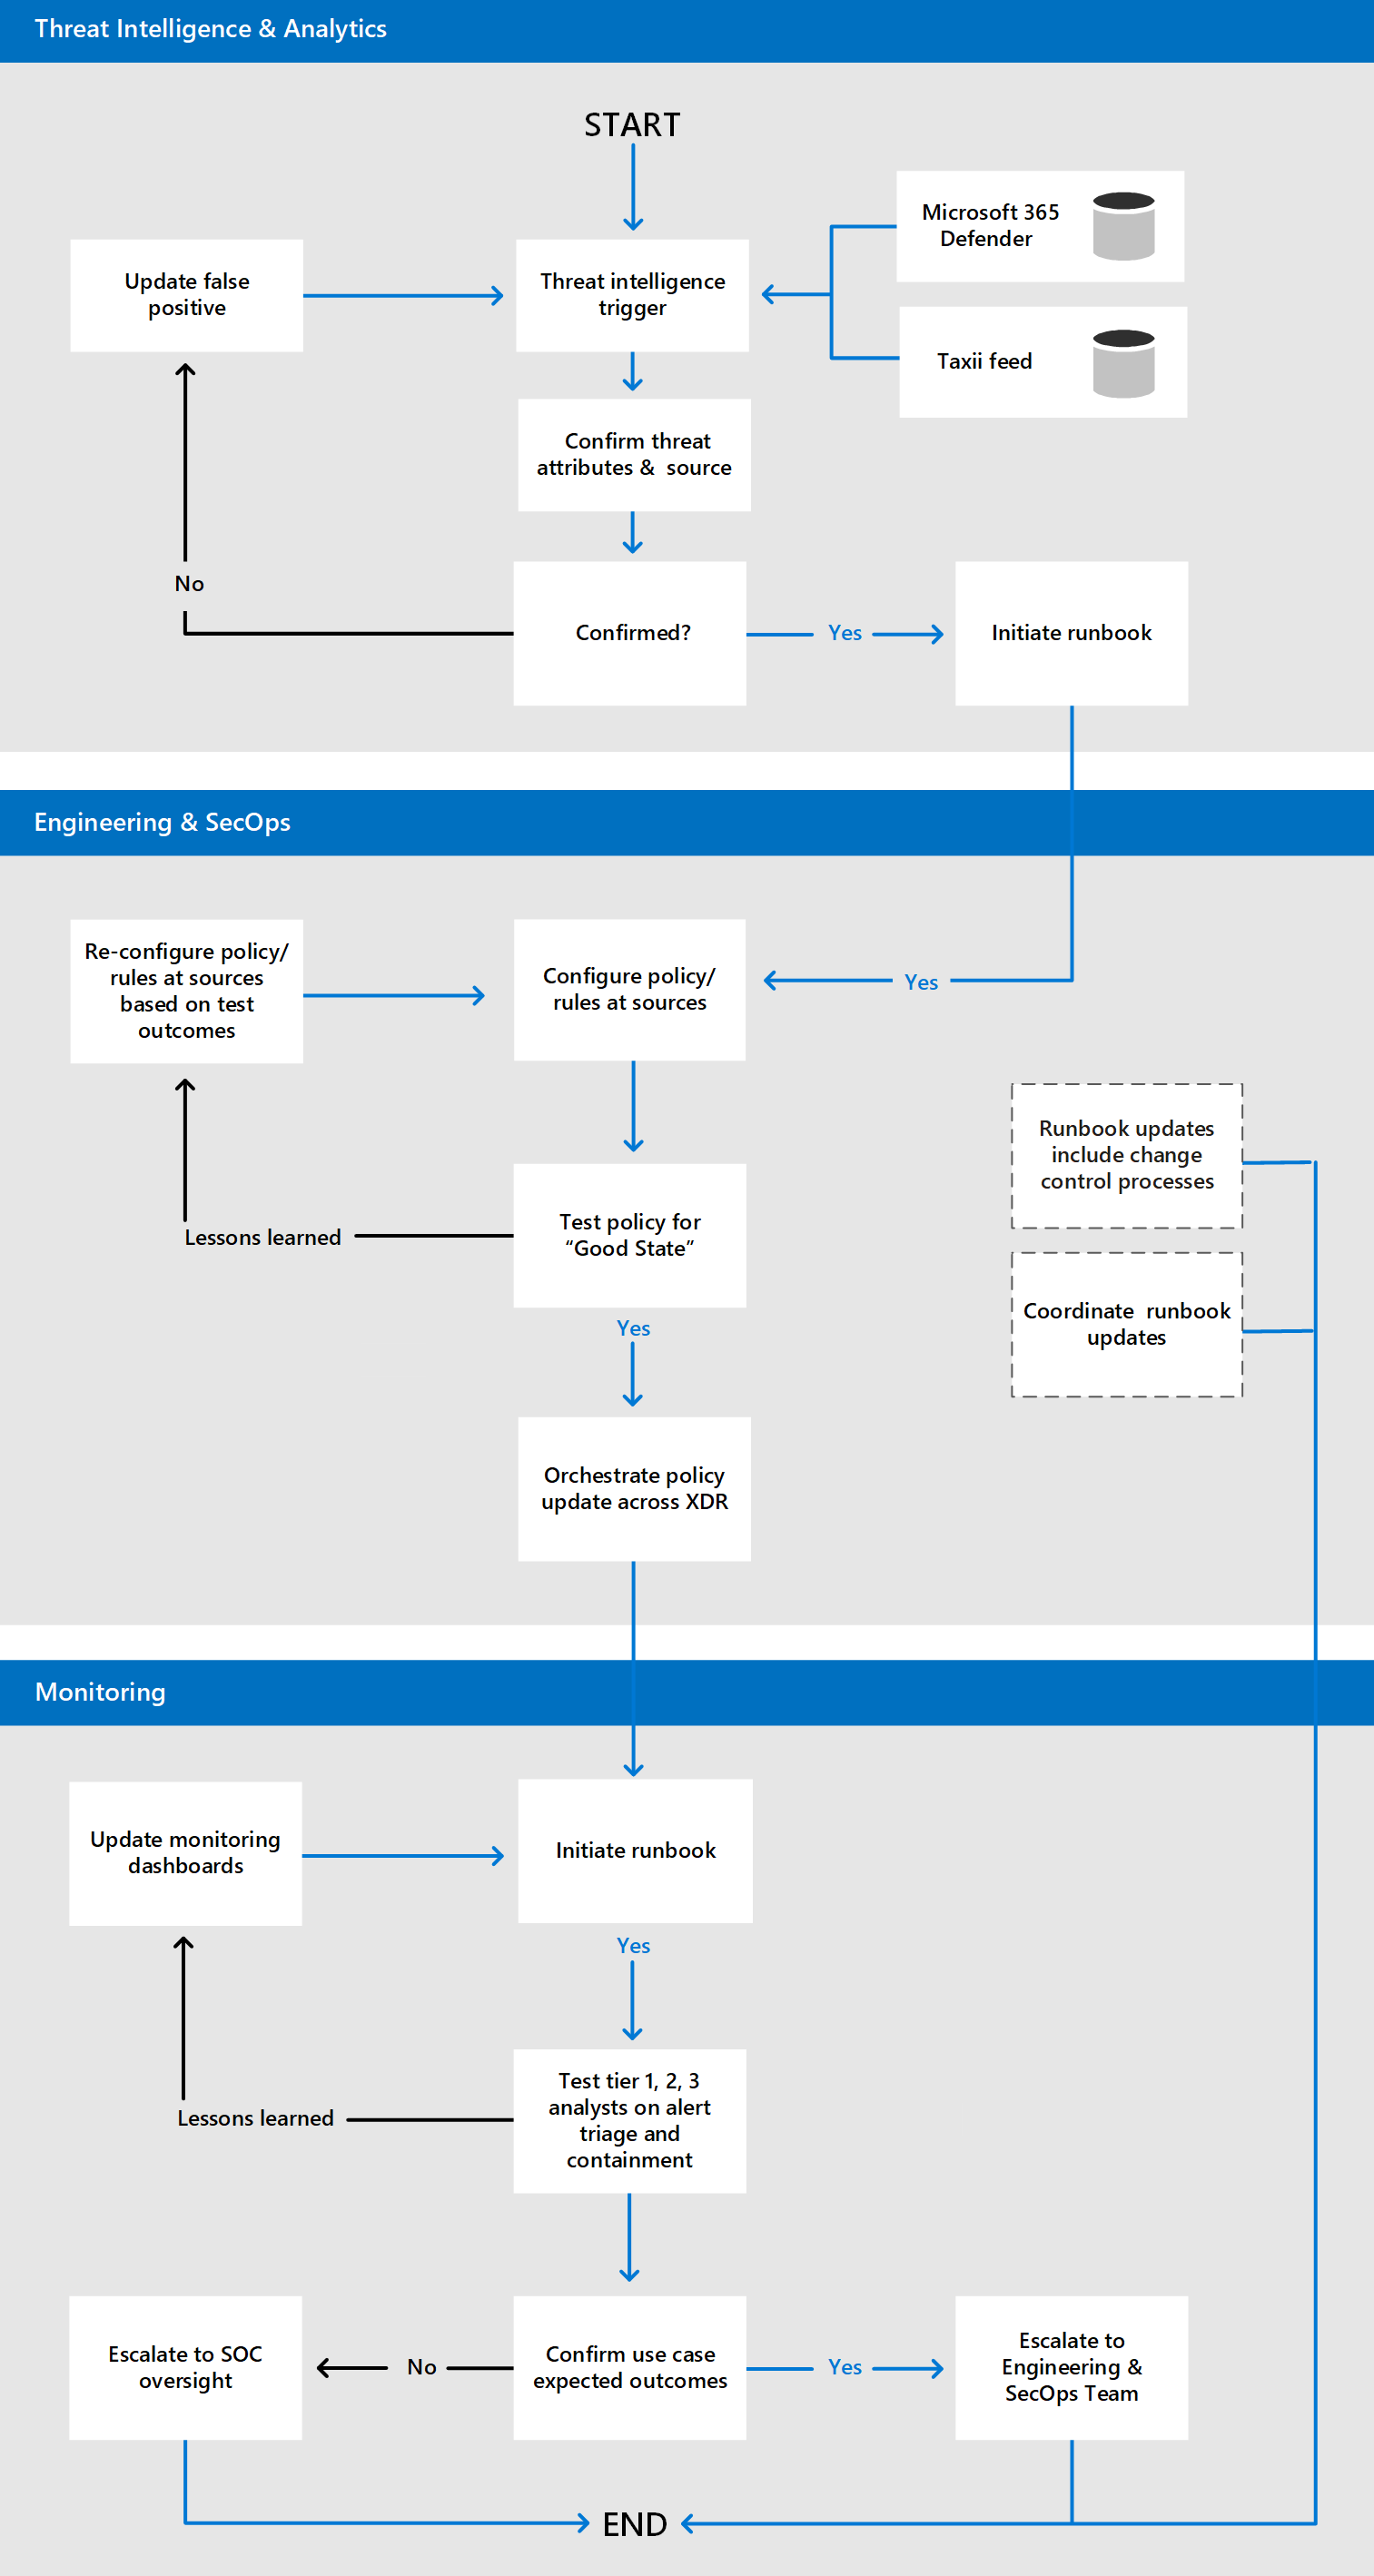 Threat Intelligence & Analytics
START
Microsoft 365
Defender
Update false
positive
Threat intelligence
trigger
Taxii feed
Confirm threat
attributes & source
No
Confirmed?
Yes
Initiate runbook
Engineering & SecOps
Re-configure policy/
rules at sources
based on test
outcomes
Configure policy/
rules at sources
Yes
Runbook updates
include change
control processes
Lessons learned
Test policy for
“Good State”
Coordinate runbook
updates
Yes
Orchestrate policy
update across XDR
Monitoring
Update monitoring
dashboards
Initiate runbook
Yes
Lessons learned
Test tier 1, 2, 3
analysts on alert
triage and
containment
Escalate to SOC
oversight
No
Confirm use case
expected outcomes
Yes
Escalate to
Engineering &
SecOps Team
END